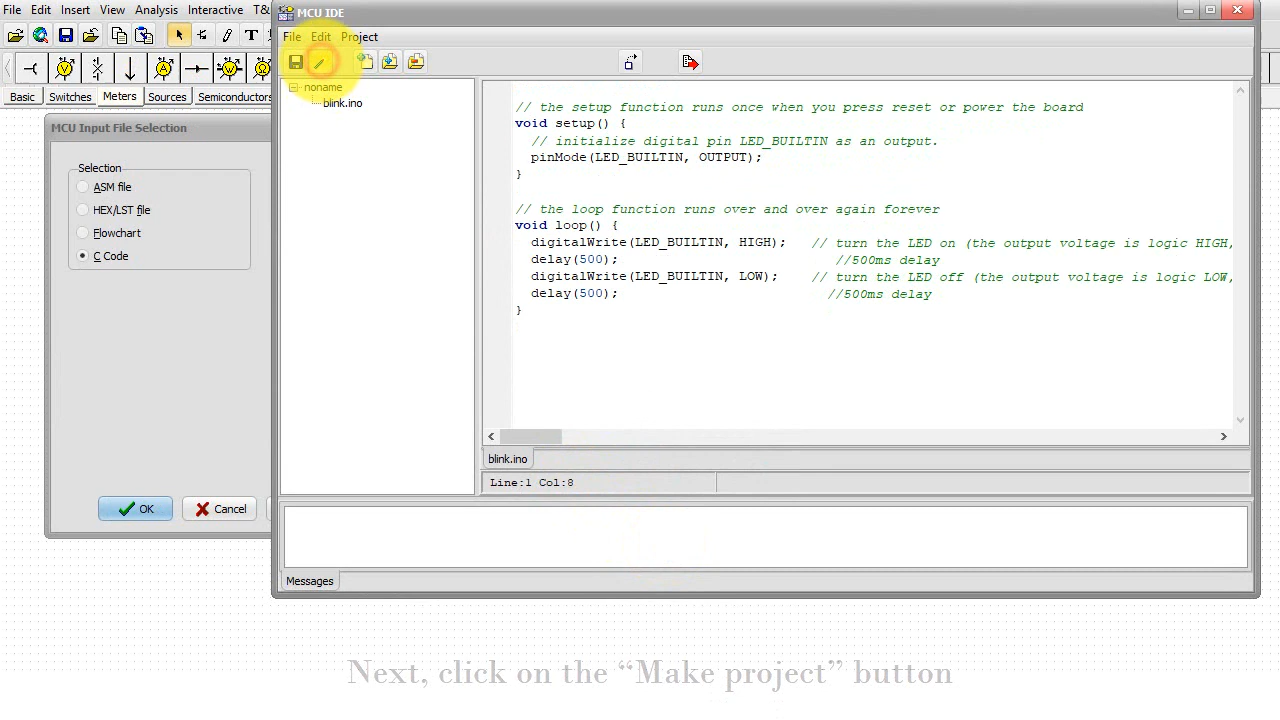 MCU IDE
File Edit Insert View Analysis Interactive T&
File Edit Project
Basic Switches Meters Sources Semiconductors
noname
blink.ino
MCU Input File Selection
Selection
ASM file
HEX/LST file
Flowchart
C Code
OK Cancel
// the setup function runs once when you press reset or power the board
void setup() {
// initialize digital pin LED_BUILTIN as an output.
pinMode(LED_BUILTIN, OUTPUT);
}
// the loop function runs over and over again forever
void loop() {
digitalWrite(LED_BUILTIN, HIGH); // turn the LED on (the output voltage is logic HIGH,
delay(500); //500ms delay
digitalWrite(LED_BUILTIN, LOW); // turn the LED off (the output voltage is logic LOW,
delay(500); //500ms delay
}
blink.ino
Line:1 Col:8
Messages
Next, click on the “Make project” button